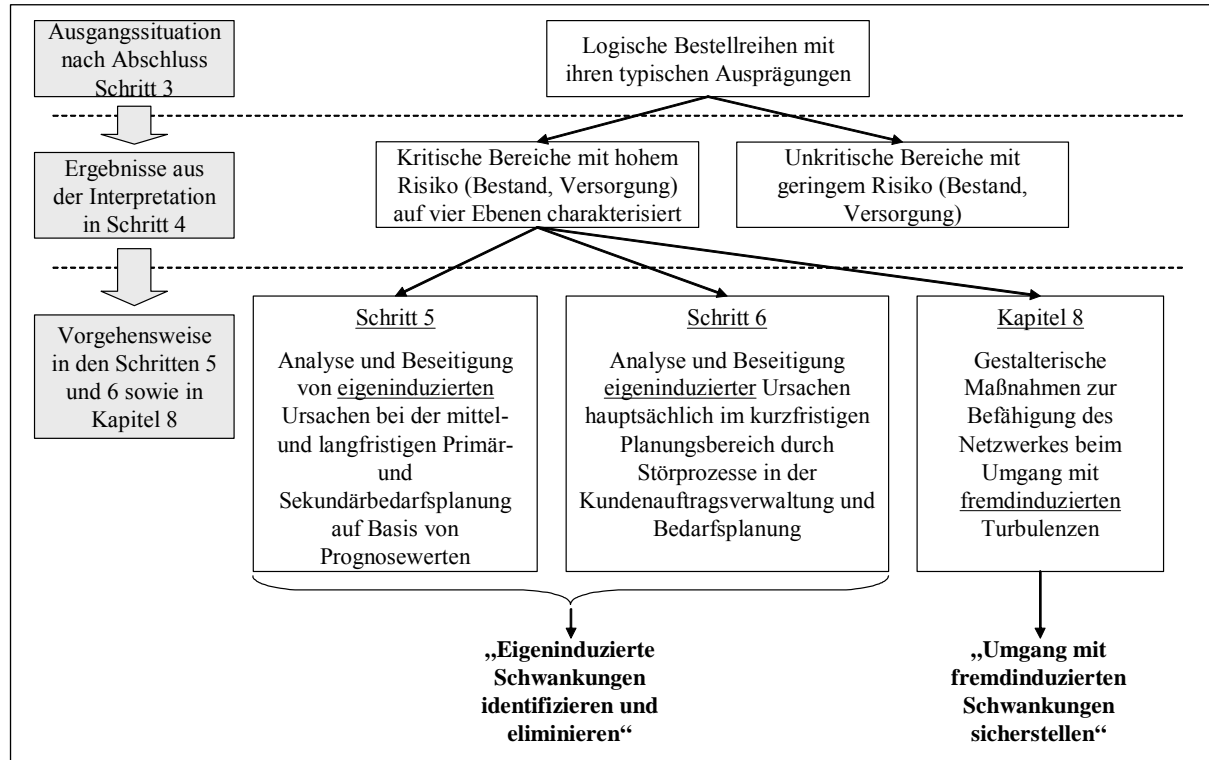 Ausgangssituation
nach Abschluss
Schritt 3
Logische Bestellreihen mit
ihren typischen Ausprägungen
Ergebnisse aus
der Interpretation
in Schritt 4
Kritische Bereiche mit hohem
Risiko (Bestand, Versorgung)
auf vier Ebenen charakterisiert
Unkritische Bereiche mit
geringem Risiko (Bestand,
Versorgung)
Vorgehensweise
in den Schritten 5
und 6 sowie in
Kapitel 8
Schritt 5
Analyse und Beseitigung
von eigeninduzierten
Ursachen bei der mittel-
und langfristigen Primär-
und
Sekundärbedarfsplanung
auf Basis von
Prognosewerten
Schritt 6
Analyse und Beseitigung
eigeninduzierter Ursachen
hauptsächlich im kurzfristigen
Planungsbereich durch
Störprozesse in der
Kundenauftragsverwaltung und
Bedarfsplanung
Kapitel 8
Gestalterische
Maßnahmen zur
Befähigung des
Netzwerkes beim
Umgang mit
fremdinduzierten
Turbulenzen
„Eigeninduzierte
Schwankungen
identifizieren und
eliminieren“
„Umgang mit
fremdinduzierten
Schwankungen
sicherstellen“